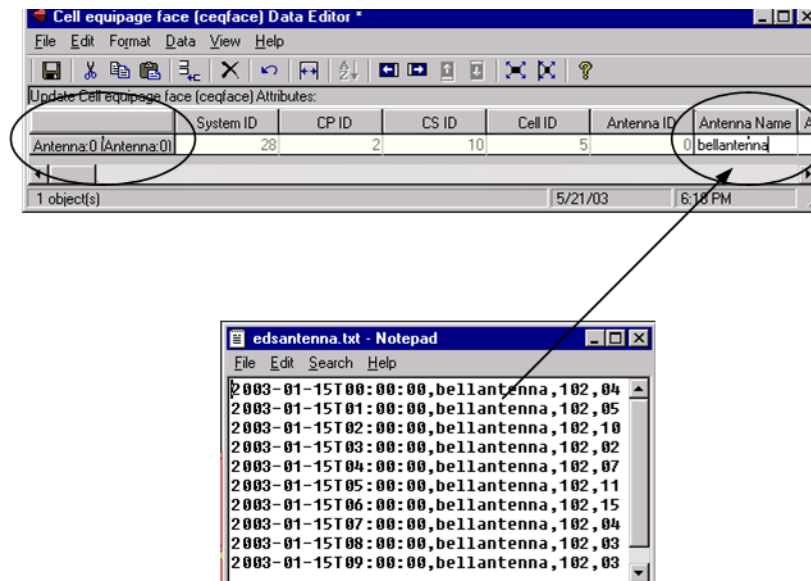 Cell equipage face (ceqface) Data Editor *
File Edit Format Data View Help
Update Cell equipage face (ceqface) Attributes:
System ID CP ID CS ID Cell ID Antenna ID Antenna Name A
Antenna:0 (Antenna:0) 28 2 10 5 0 bellantenna
1 object(s) 5/21/03 6:18 PM
edsantenna.txt - Notepad
File Edit Search Help
2003-01-15T00:00:00,bellantenna,102,04
2003-01-15T01:00:00,bellantenna,102,05
2003-01-15T02:00:00,bellantenna,102,10
2003-01-15T03:00:00,bellantenna,102,02
2003-01-15T04:00:00,bellantenna,102,07
2003-01-15T05:00:00,bellantenna,102,11
2003-01-15T06:00:00,bellantenna,102,15
2003-01-15T07:00:00,bellantenna,102,04
2003-01-15T08:00:00,bellantenna,102,03
2003-01-15T09:00:00,bellantenna,102,03